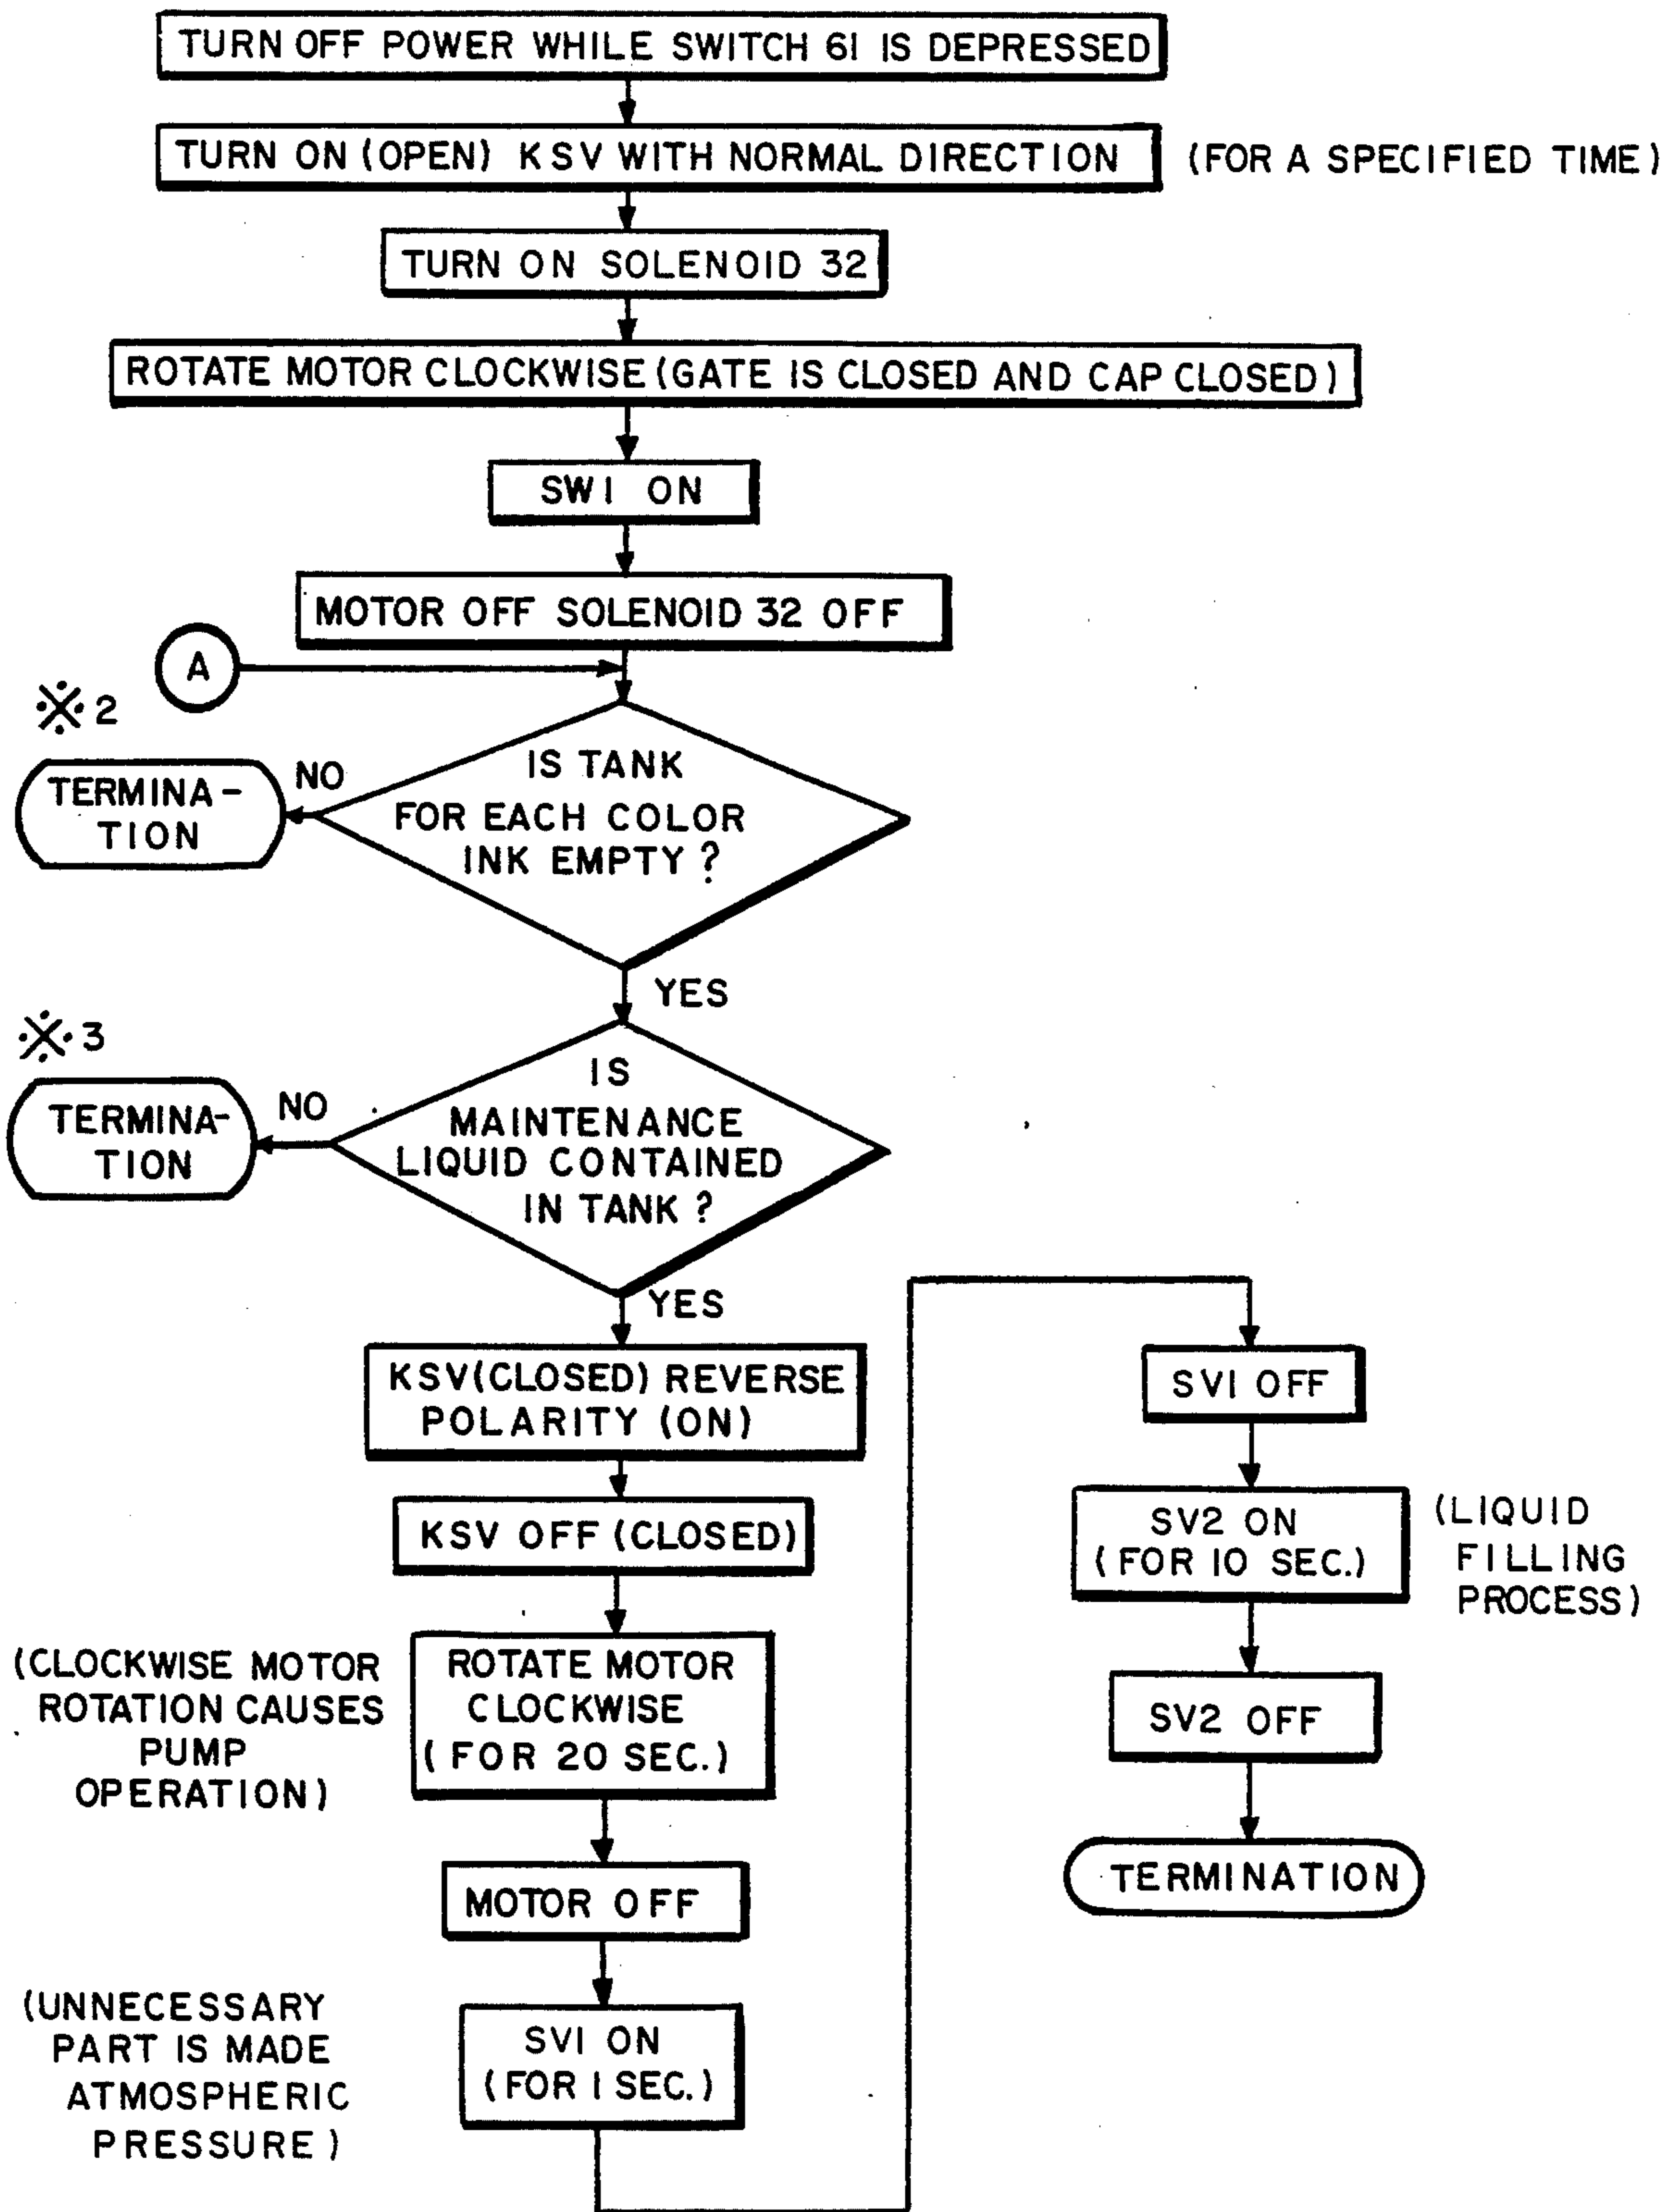 TURN OFF POWER WHILE SWITCH 61 IS DEPRESSED
TURN ON (OPEN) KSV WITH NORMAL DIRECTION
(FOR A SPECIFIED TIME)
TURN ON SOLENOID 32
ROTATE MOTOR CLOCKWISE (GATE IS CLOSED AND CAP CLOSED)
SW1 ON
MOTOR OFF SOLENOID 32 OFF
A
※2
TERMINA-
TION
NO
IS TANK
FOR EACH COLOR
INK EMPTY ?
YES
※3
TERMINA-
TION
NO
IS
MAINTENANCE
LIQUID CONTAINED
IN TANK ?
YES
KSV(CLOSED) REVERSE
POLARITY (ON)
KSV OFF (CLOSED)
(CLOCKWISE MOTOR
ROTATION CAUSES
PUMP
OPERATION)
ROTATE MOTOR
CLOCKWISE
(FOR 20 SEC.)
MOTOR OFF
(UNNECESSARY
PART IS MADE
ATMOSPHERIC
PRESSURE)
SV1 ON
(FOR 1 SEC.)
SV1 OFF
SV2 ON
(FOR 10 SEC.)
(LIQUID
FILLING
PROCESS)
SV2 OFF
TERMINATION